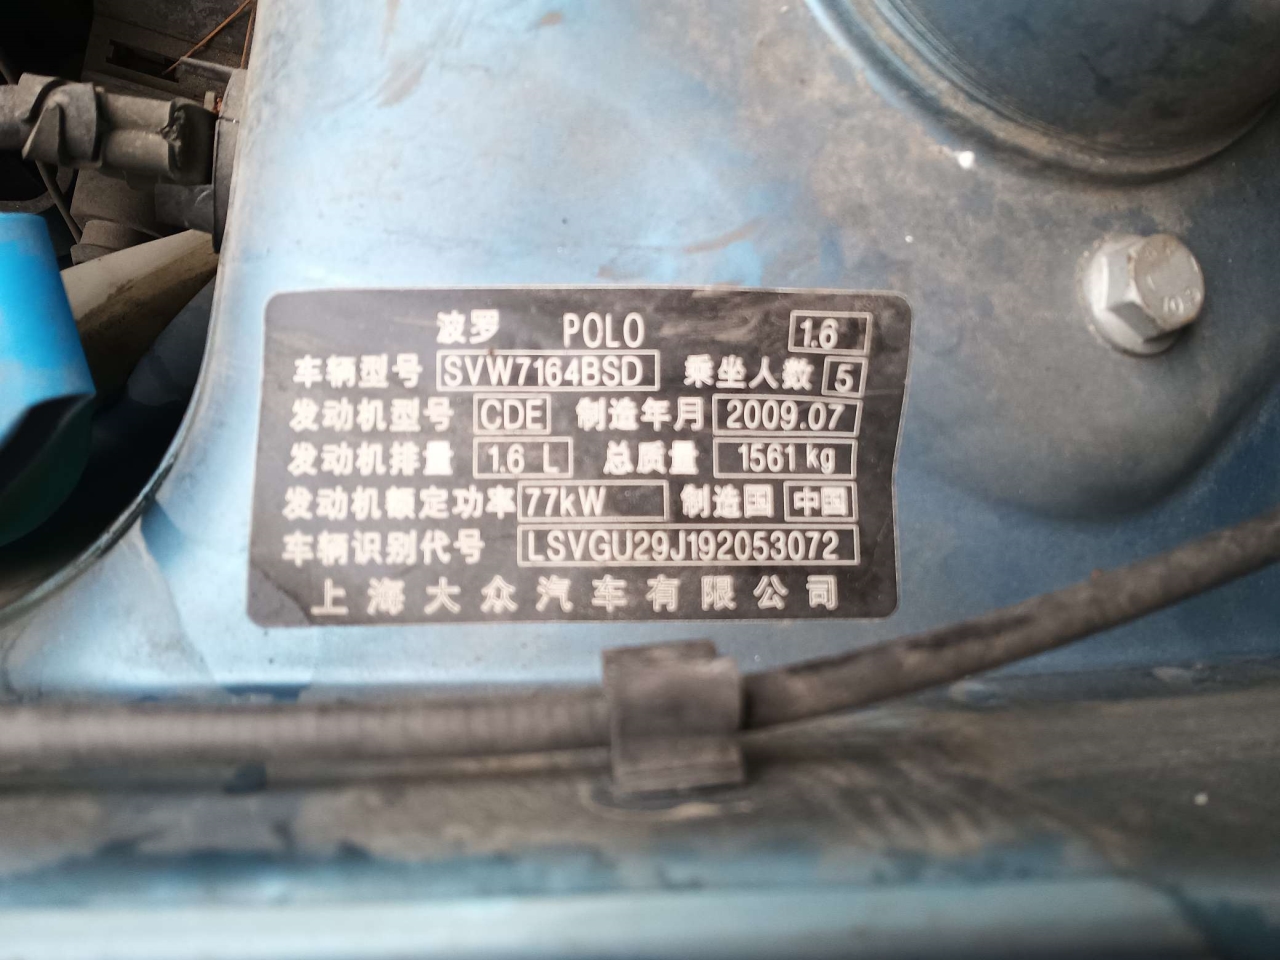 波罗 POLO 1.6
车辆型号 SVW7164BSD 乘坐人数 5
发动机型号 CDE 制造年月 2009.07
发动机排量 1.6 L 总质量 1561 kg
发动机额定功率 77kW 制造国 中国
车辆识别代号 LSVGU29J192053072
上海大众汽车有限公司